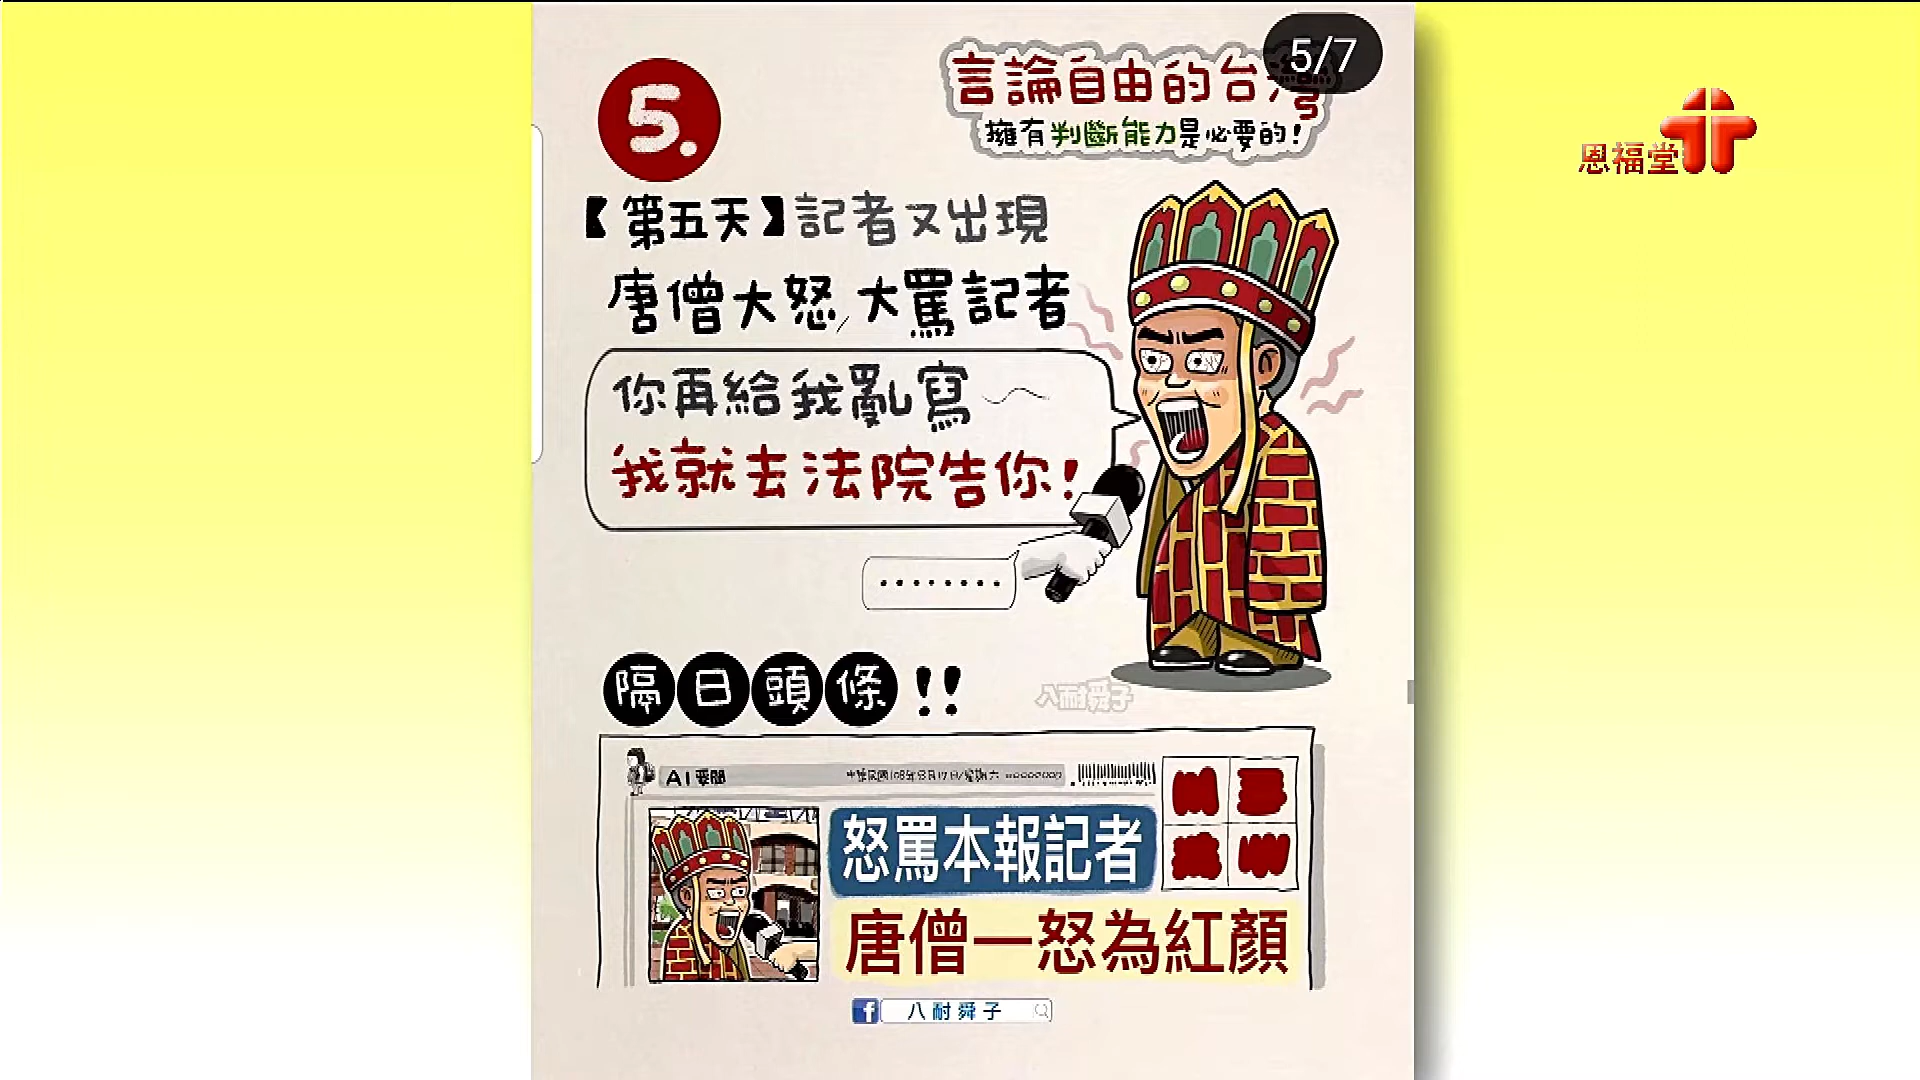 5/7
言論自由的台灣
擁有判斷能力是必要的!
恩福堂
5.
【第五天】記者又出現
唐僧大怒,大罵記者
你再給我亂寫
我就去法院告你!
........
隔日頭條!!
八耐舜子
A1要聞
怒罵本報記者
唐僧一怒為紅顏
f 八耐舜子